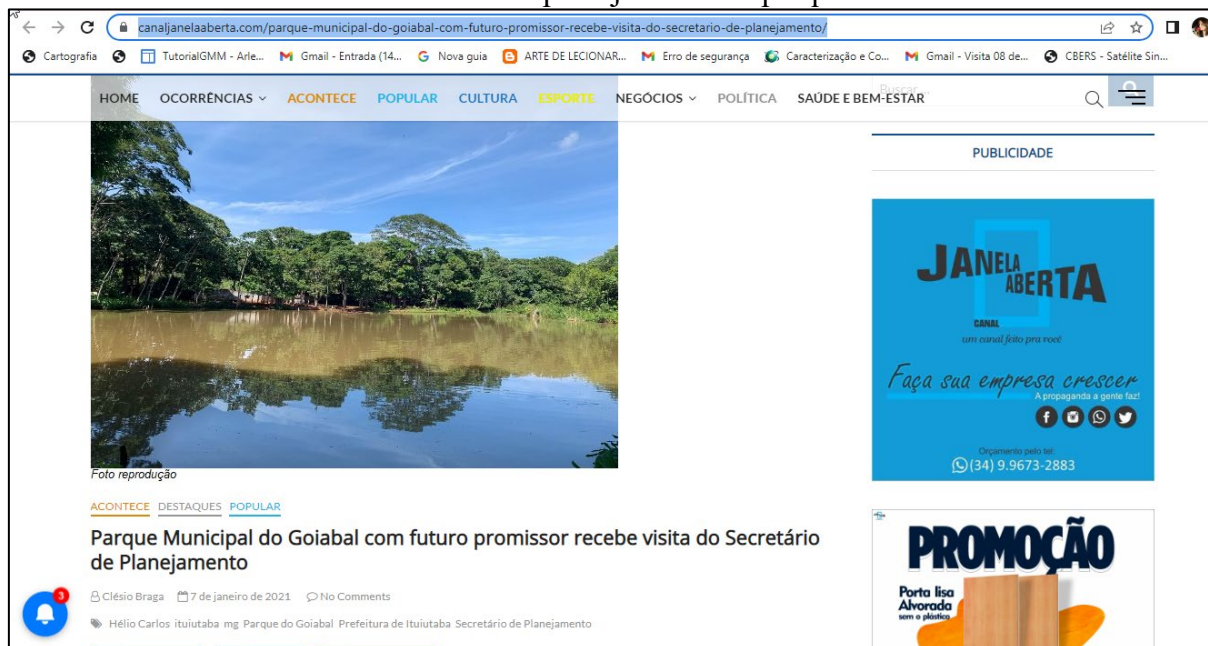 canaljanelaaberta.com/parque-municipal-do-goiabal-com-futuro-promissor-recebe-visita-do-secretario-de-planejamento/
Cartografia TutorialGMM - Arle... Gmail - Entrada (14... Nova guia ARTE DE LECIONAR... Erro de segurança Caracterização e Co... Gmail - Visita 08 de... CBERS - Satélite Sin...
HOME OCORRÊNCIAS ACONTECE POPULAR CULTURA ESPORTE NEGÓCIOS POLÍTICA SAÚDE E BEM-ESTAR
Buscar ...
PUBLICIDADE
JANELA
ABERTA
CANAL
um canal feito pra você
Faça sua empresa crescer
A propaganda a gente faz!
Orçamento pelo tel:
(34) 9.9673-2883
Foto reprodução
ACONTECE DESTAQUES POPULAR
Parque Municipal do Goiabal com futuro promissor recebe visita do Secretário
de Planejamento
Clésio Braga 7 de janeiro de 2021 No Comments
Hélio Carlos ituiutaba mg Parque do Goiabal Prefeitura de Ituiutaba Secretário de Planejamento
3
PROMOÇÃO
Porta lisa
Alvorada
sem o plástico